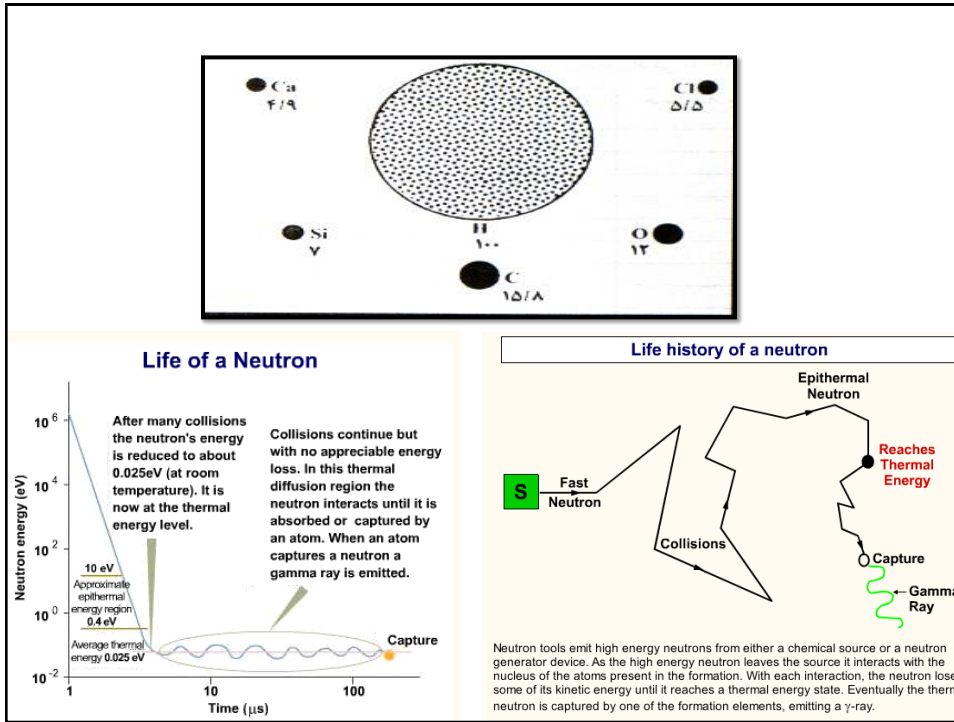 Ca
۴/۹
Cl
۵/۵
Si
۷
H
۱۰۰
O
۱۲
C
۱۵/۸
Life of a Neutron
Neutron energy (eV)
10⁶
10⁴
10²
10⁰
10⁻²
10 eV
Approximate
epithermal
energy region
0.4 eV
Average thermal
energy 0.025 eV
After many collisions
the neutron's energy
is reduced to about
0.025eV (at room
temperature). It is
now at the thermal
energy level.
Collisions continue but
with no appreciable energy
loss. In this thermal
diffusion region the
neutron interacts until it is
absorbed or captured by
an atom. When an atom
captures a neutron a
gamma ray is emitted.
Capture
1
10
100
Time (μs)
Life history of a neutron
Epithermal
Neutron
Reaches
Thermal
Energy
S
Fast
Neutron
Collisions
Capture
Gamma
Ray
Neutron tools emit high energy neutrons from either a chemical source or a neutron
generator device. As the high energy neutron leaves the source it interacts with the
nucleus of the atoms present in the formation. With each interaction, the neutron lose
some of its kinetic energy until it reaches a thermal energy state. Eventually the therm
neutron is captured by one of the formation elements, emitting a γ-ray.